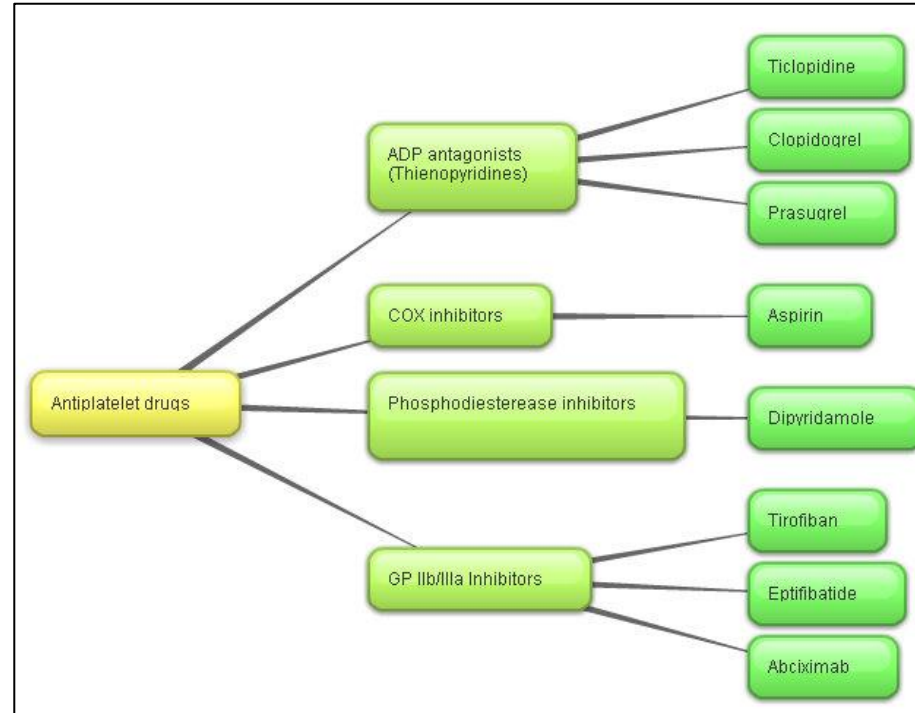 Antiplatelet drugs
ADP antagonists
(Thienopyridines)
Ticlopidine
Clopidogrel
Prasugrel
COX inhibitors
Aspirin
Phosphodiesterease inhibitors
Dipyridamole
GP IIb/IIIa Inhibitors
Tirofiban
Eptifibatide
Abciximab